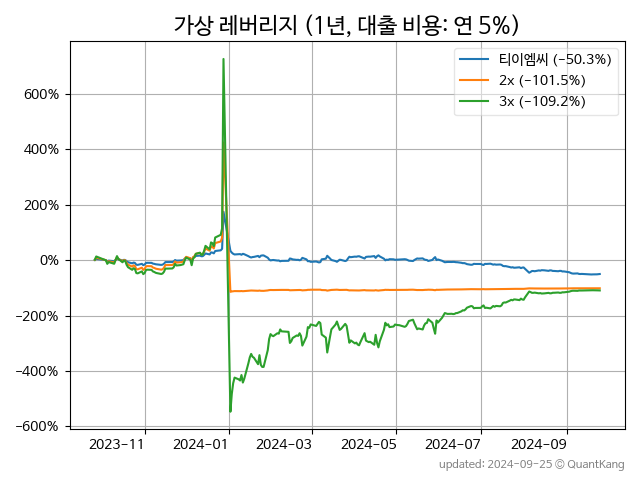 가상 레버리지 (1년, 대출 비용: 연 5%)
티이엠씨 (-50.3%)
2x (-101.5%)
3x (-109.2%)
600%
400%
200%
0%
-200%
-400%
-600%
2023-11 2024-01 2024-03 2024-05 2024-07 2024-09
updated: 2024-09-25 © QuantKang